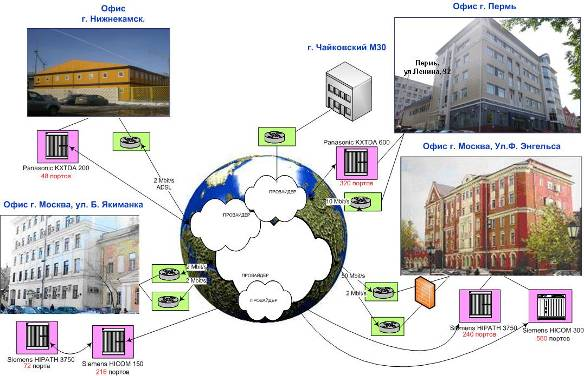 Офис
г. Нижнекамск.
Офис г. Пермь
г. Чайковский М30
Пермь,
ул.Ленина, 92
Panasonic KXTDA 200
48 портов
2 Mbit/s
ADSL
Panasonic KXTDA 600
320 портов
10 Mbit/s
Офис г. Москва, Ул.Ф. Энгельса
Офис г. Москва, ул. Б. Якиманка
ПРОВАЙДЕР
ПРОВАЙДЕР
ПРОВАЙДЕР
ПРОВАЙДЕР
2 Mbit/s
2 Mbit/s
50 Mbit/s
2 Mbit/s
Siemens HIPATH 3750
72 порта
Siemens HICOM 150
216 портов
Siemens HIPATH 3750
240 портов
Siemens HICOM 300
560 портов